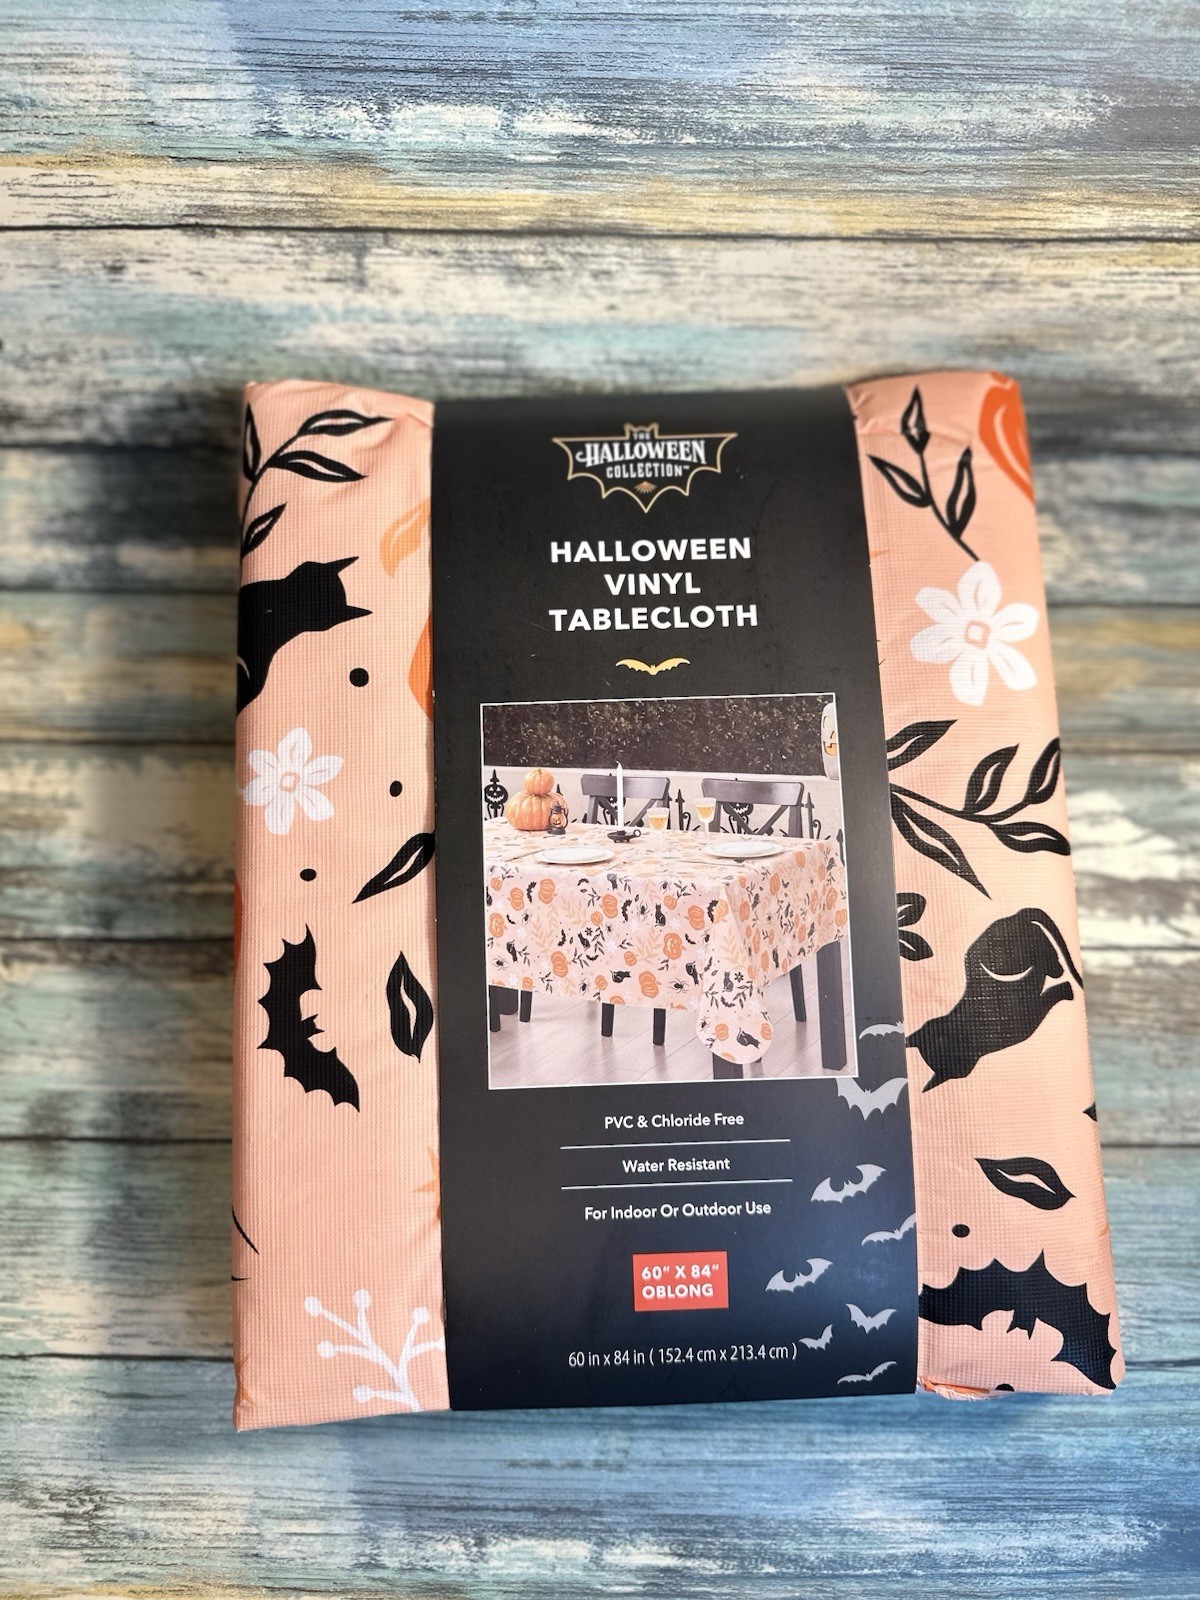 THE
HALLOWEEN
COLLECTION™
HALLOWEEN
VINYL
TABLECLOTH
PVC & Chloride Free
Water Resistant
For Indoor Or Outdoor Use
60" X 84"
OBLONG
60 in x 84 in ( 152.4 cm x 213.4 cm )